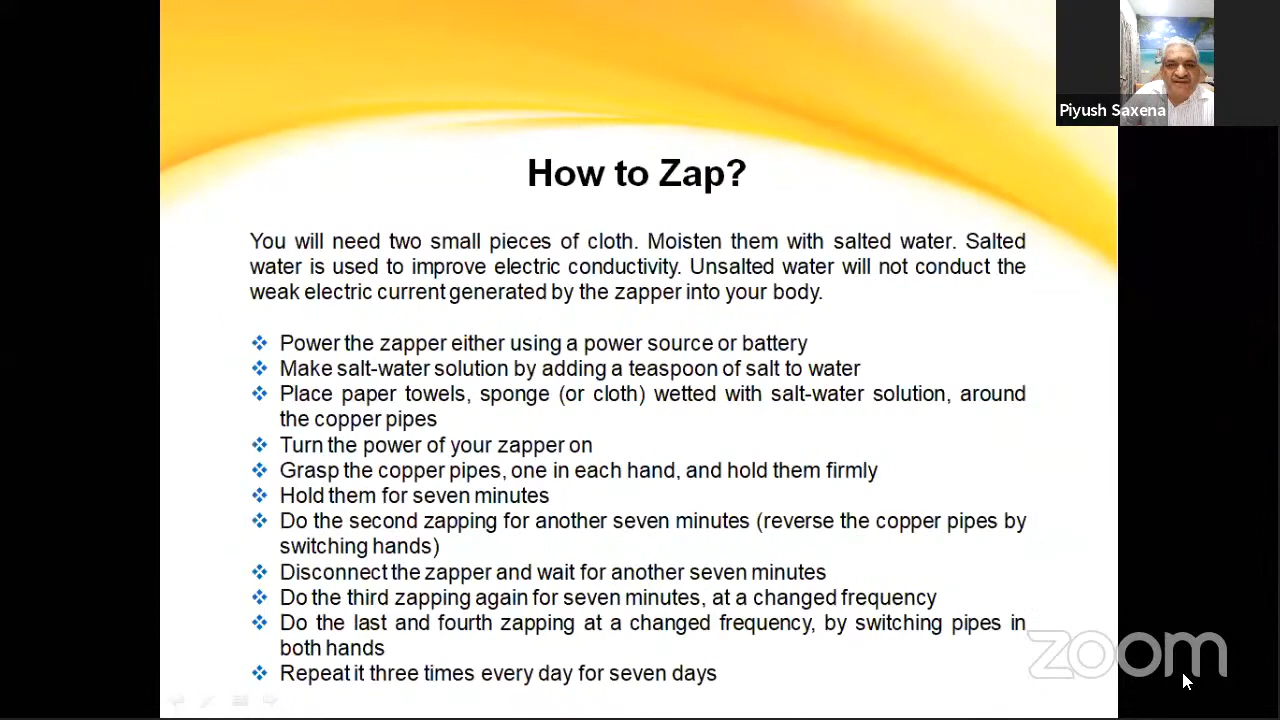 Piyush Saxena
How to Zap?
You will need two small pieces of cloth. Moisten them with salted water. Salted
water is used to improve electric conductivity. Unsalted water will not conduct the
weak electric current generated by the zapper into your body.
Power the zapper either using a power source or battery
Make salt-water solution by adding a teaspoon of salt to water
Place paper towels, sponge (or cloth) wetted with salt-water solution, around
the copper pipes
Turn the power of your zapper on
Grasp the copper pipes, one in each hand, and hold them firmly
Hold them for seven minutes
Do the second zapping for another seven minutes (reverse the copper pipes by
switching hands)
Disconnect the zapper and wait for another seven minutes
Do the third zapping again for seven minutes, at a changed frequency
Do the last and fourth zapping at a changed frequency, by switching pipes in
both hands
Repeat it three times every day for seven days
zoom